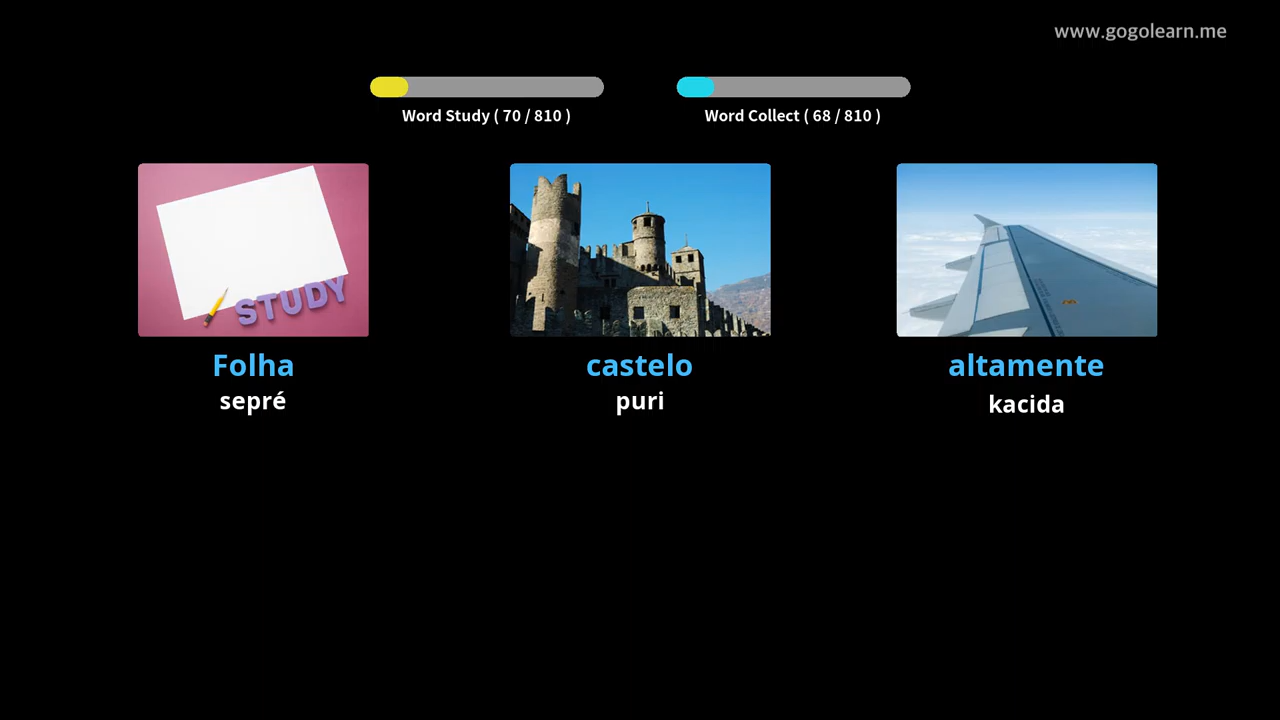 www.gogolearn.me
Word Study ( 70 / 810 )
Word Collect ( 68 / 810 )
STUDY
Folha
sepré
castelo
puri
altamente
kacida